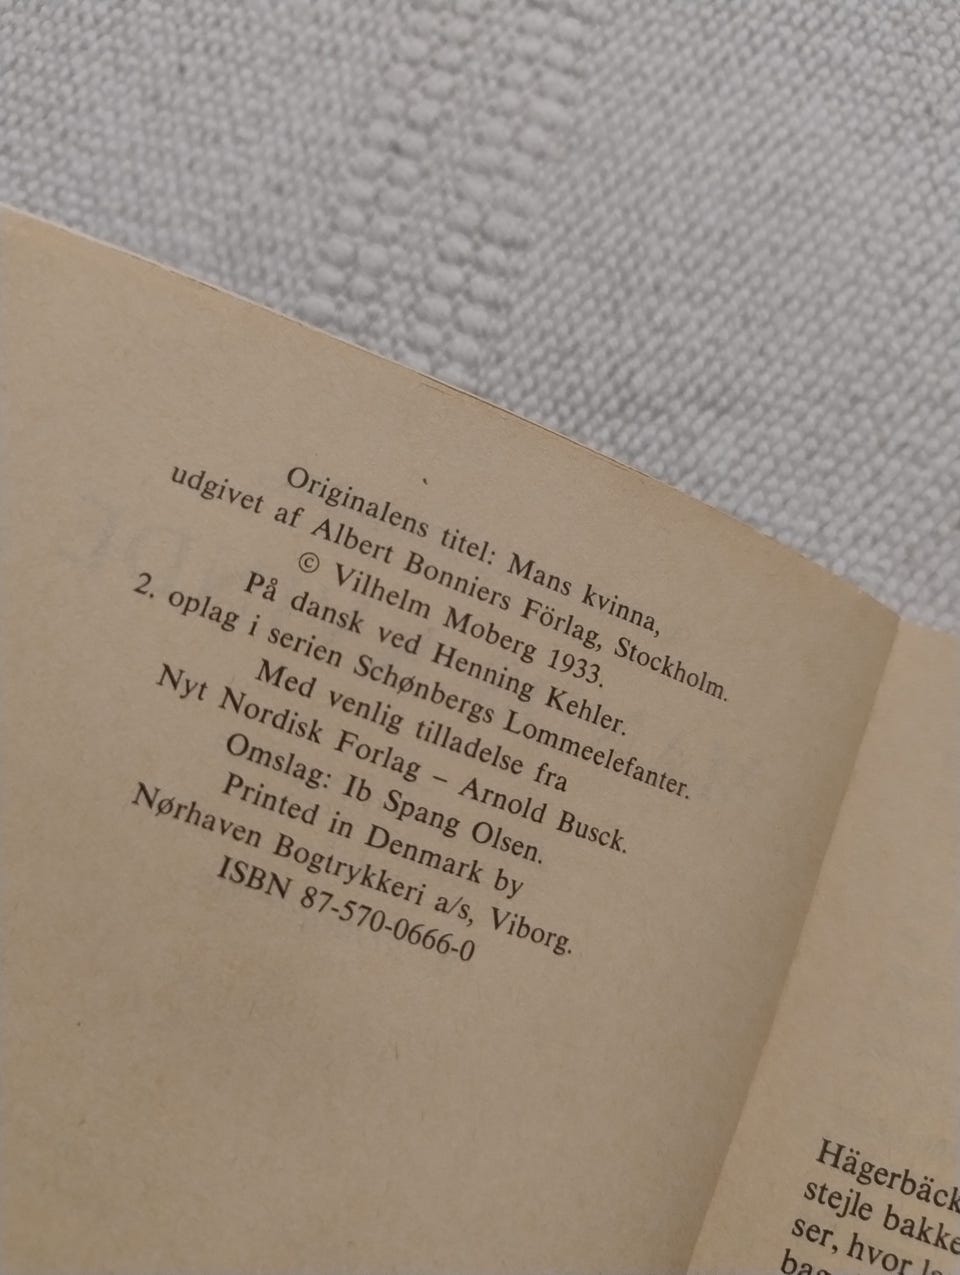 Originalens titel: Mans kvinna,
udgivet af Albert Bonniers Förlag, Stockholm.
© Vilhelm Moberg 1933.
På dansk ved Henning Kehler.
2. oplag i serien Schønbergs Lommeelefanter.
Med venlig tilladelse fra
Nyt Nordisk Forlag – Arnold Busck.
Omslag: Ib Spang Olsen.
Printed in Denmark by
Nørhaven Bogtrykkeri a/s, Viborg.
ISBN 87-570-0666-0
Hägerbäck
stejle bakke
ser, hvor